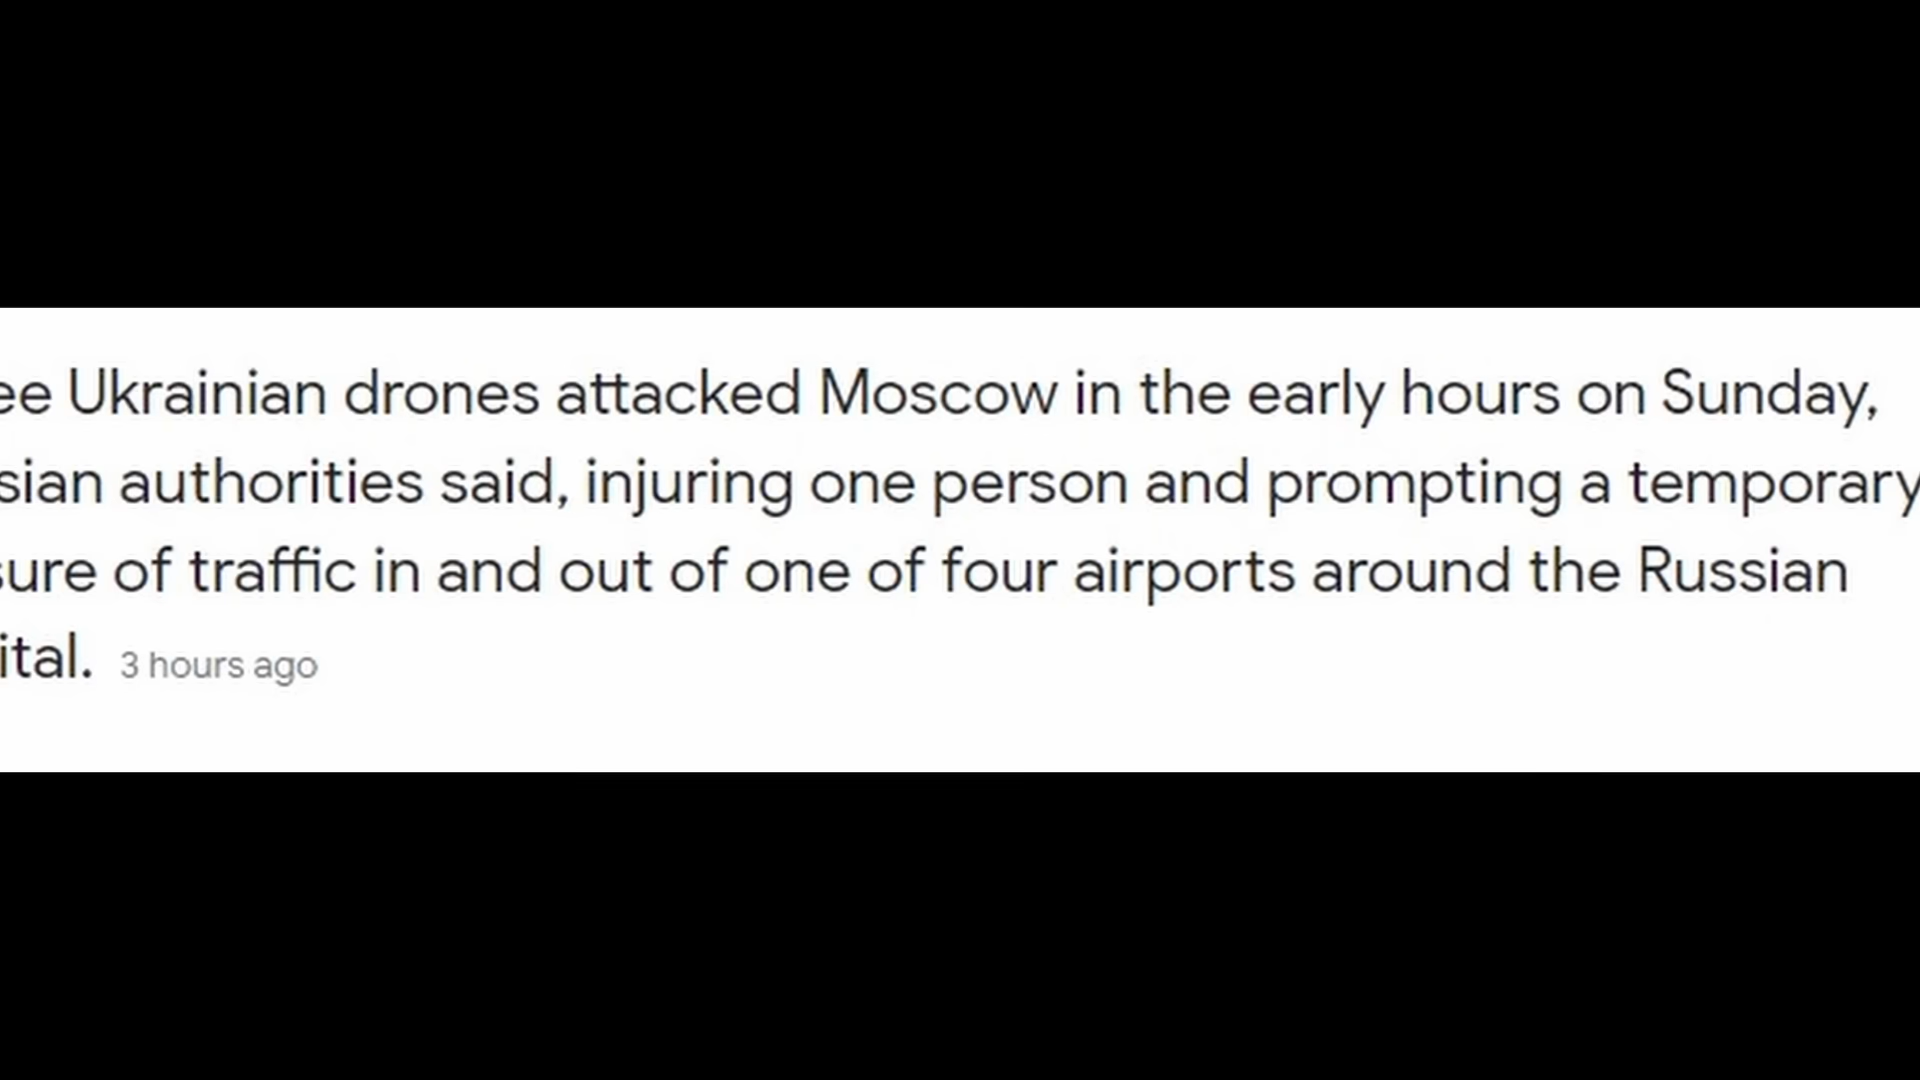 ee Ukrainian drones attacked Moscow in the early hours on Sunday,
sian authorities said, injuring one person and prompting a temporary
sure of traffic in and out of one of four airports around the Russian
ital. 3 hours ago